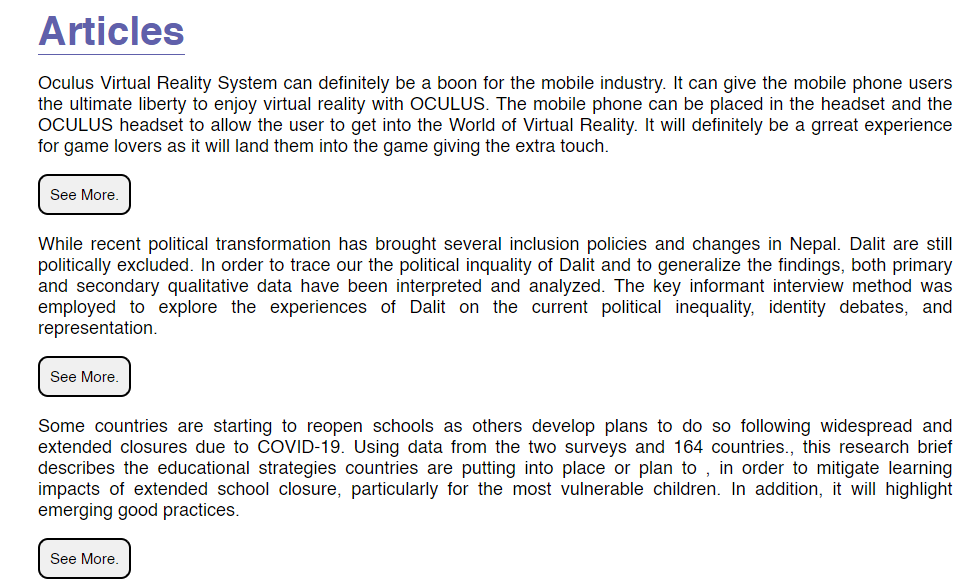 Articles
Oculus Virtual Reality System can definitely be a boon for the mobile industry. It can give the mobile phone users
the ultimate liberty to enjoy virtual reality with OCULUS. The mobile phone can be placed in the headset and the
OCULUS headset to allow the user to get into the World of Virtual Reality. It will definitely be a grreat experience
for game lovers as it will land them into the game giving the extra touch.
See More.
While recent political transformation has brought several inclusion policies and changes in Nepal. Dalit are still
politically excluded. In order to trace our the political inquality of Dalit and to generalize the findings, both primary
and secondary qualitative data have been interpreted and analyzed. The key informant interview method was
employed to explore the experiences of Dalit on the current political inequality, identity debates, and
representation.
See More.
Some countries are starting to reopen schools as others develop plans to do so following widespread and
extended closures due to COVID-19. Using data from the two surveys and 164 countries., this research brief
describes the educational strategies countries are putting into place or plan to , in order to mitigate learning
impacts of extended school closure, particularly for the most vulnerable children. In addition, it will highlight
emerging good practices.
See More.